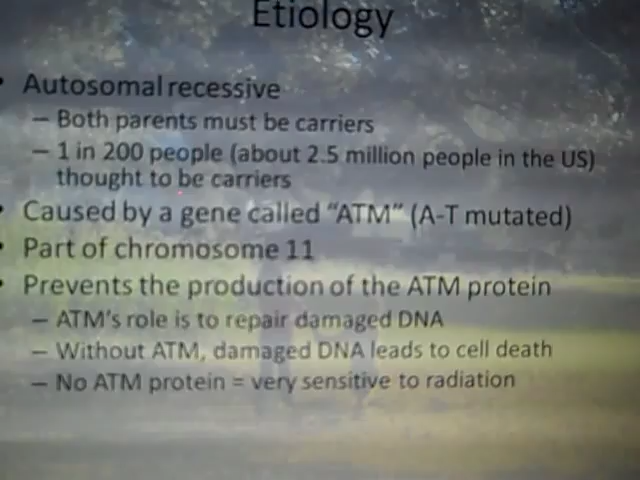 Etiology
• Autosomal recessive
– Both parents must be carriers
– 1 in 200 people (about 2.5 million people in the US)
thought to be carriers
• Caused by a gene called “ATM” (A-T mutated)
• Part of chromosome 11
• Prevents the production of the ATM protein
– ATM's role is to repair damaged DNA
– Without ATM, damaged DNA leads to cell death
– No ATM protein = very sensitive to radiation